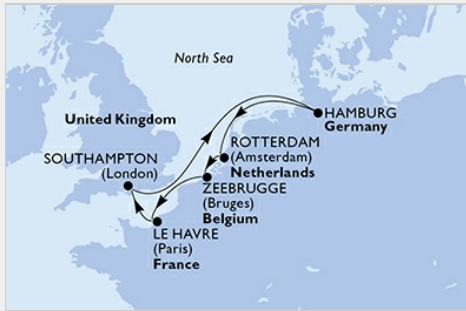 North Sea
United Kingdom
HAMBURG
Germany
ROTTERDAM
(Amsterdam)
Netherlands
SOUTHAMPTON
(London)
ZEEBRUGGE
(Bruges)
Belgium
LE HAVRE
(Paris)
France